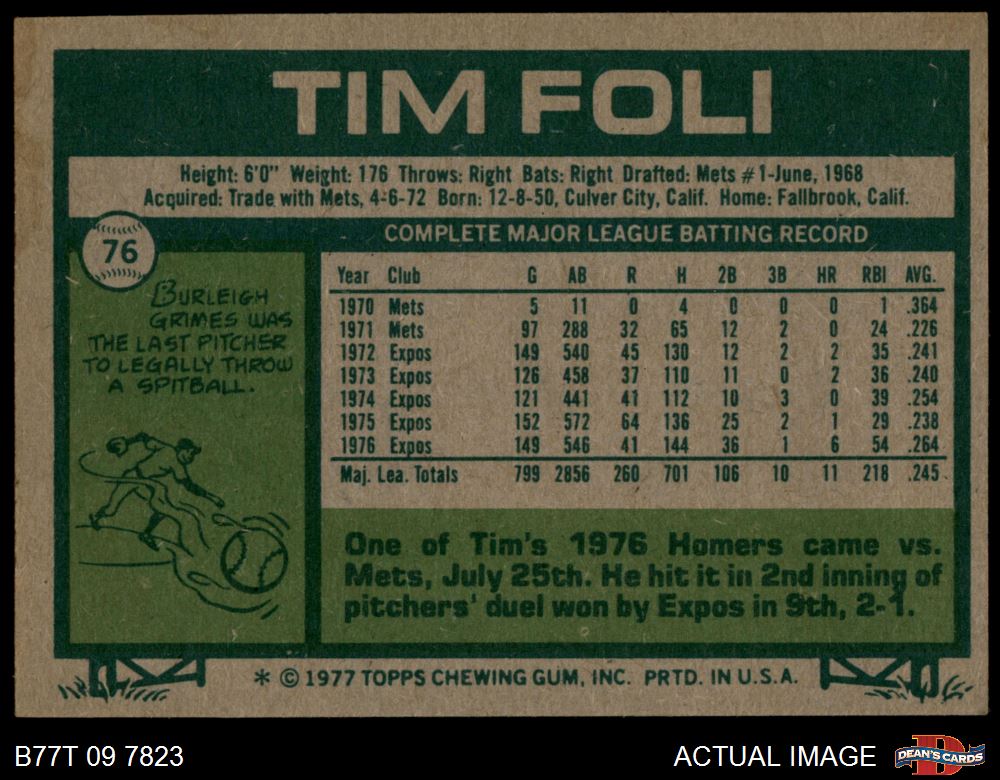 TIM FOLI
Height: 6'0" Weight: 176 Throws: Right Bats: Right Drafted: Mets #1-June, 1968
Acquired: Trade with Mets, 4-6-72 Born: 12-8-50, Culver City, Calif. Home: Fallbrook, Calif.
76
BURLEIGH
GRIMES WAS
THE LAST PITCHER
TO LEGALLY THROW
A SPITBALL.
COMPLETE MAJOR LEAGUE BATTING RECORD
Year Club G AB R H 2B 3B HR RBI AVG.
1970 Mets 5 11 0 4 0 0 0 1 .364
1971 Mets 97 288 32 65 12 2 0 24 .226
1972 Expos 149 540 45 130 12 2 2 35 .241
1973 Expos 126 458 37 110 11 0 2 36 .240
1974 Expos 121 441 41 112 10 3 0 39 .254
1975 Expos 152 572 64 136 25 2 1 29 .238
1976 Expos 149 546 41 144 36 1 6 54 .264
Maj. Lea. Totals 799 2856 260 701 106 10 11 218 .245
One of Tim's 1976 Homers came vs.
Mets, July 25th. He hit it in 2nd inning of
pitchers' duel won by Expos in 9th, 2-1.
* © 1977 TOPPS CHEWING GUM, INC. PRTD. IN U.S.A.
B77T 09 7823
ACTUAL IMAGE
D
DEAN'S CARDS